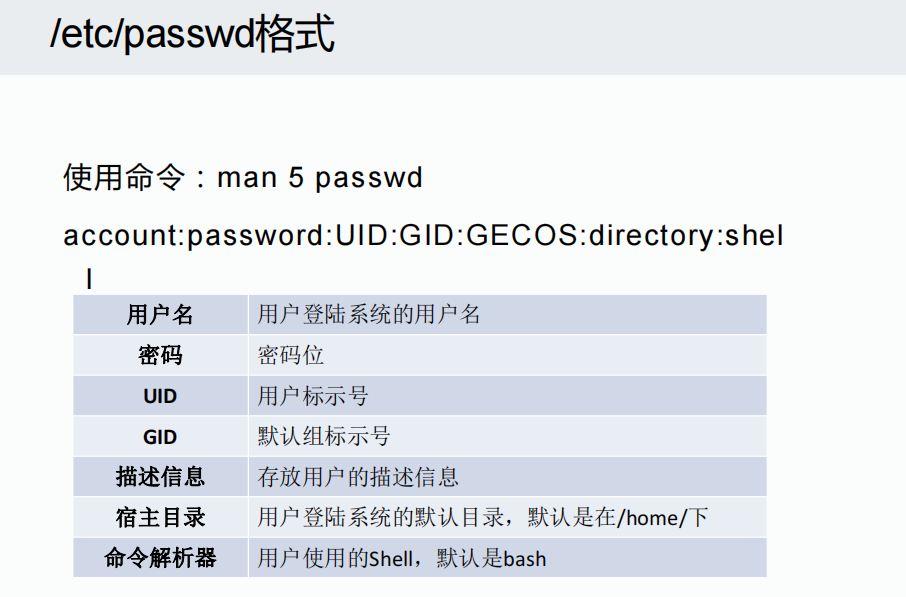 /etc/passwd格式
使用命令：man 5 passwd
account:password:UID:GID:GECOS:directory:shel
l
用户名 用户登陆系统的用户名
密码 密码位
UID 用户标示号
GID 默认组标示号
描述信息 存放用户的描述信息
宿主目录 用户登陆系统的默认目录，默认是在/home/下
命令解析器 用户使用的Shell，默认是bash